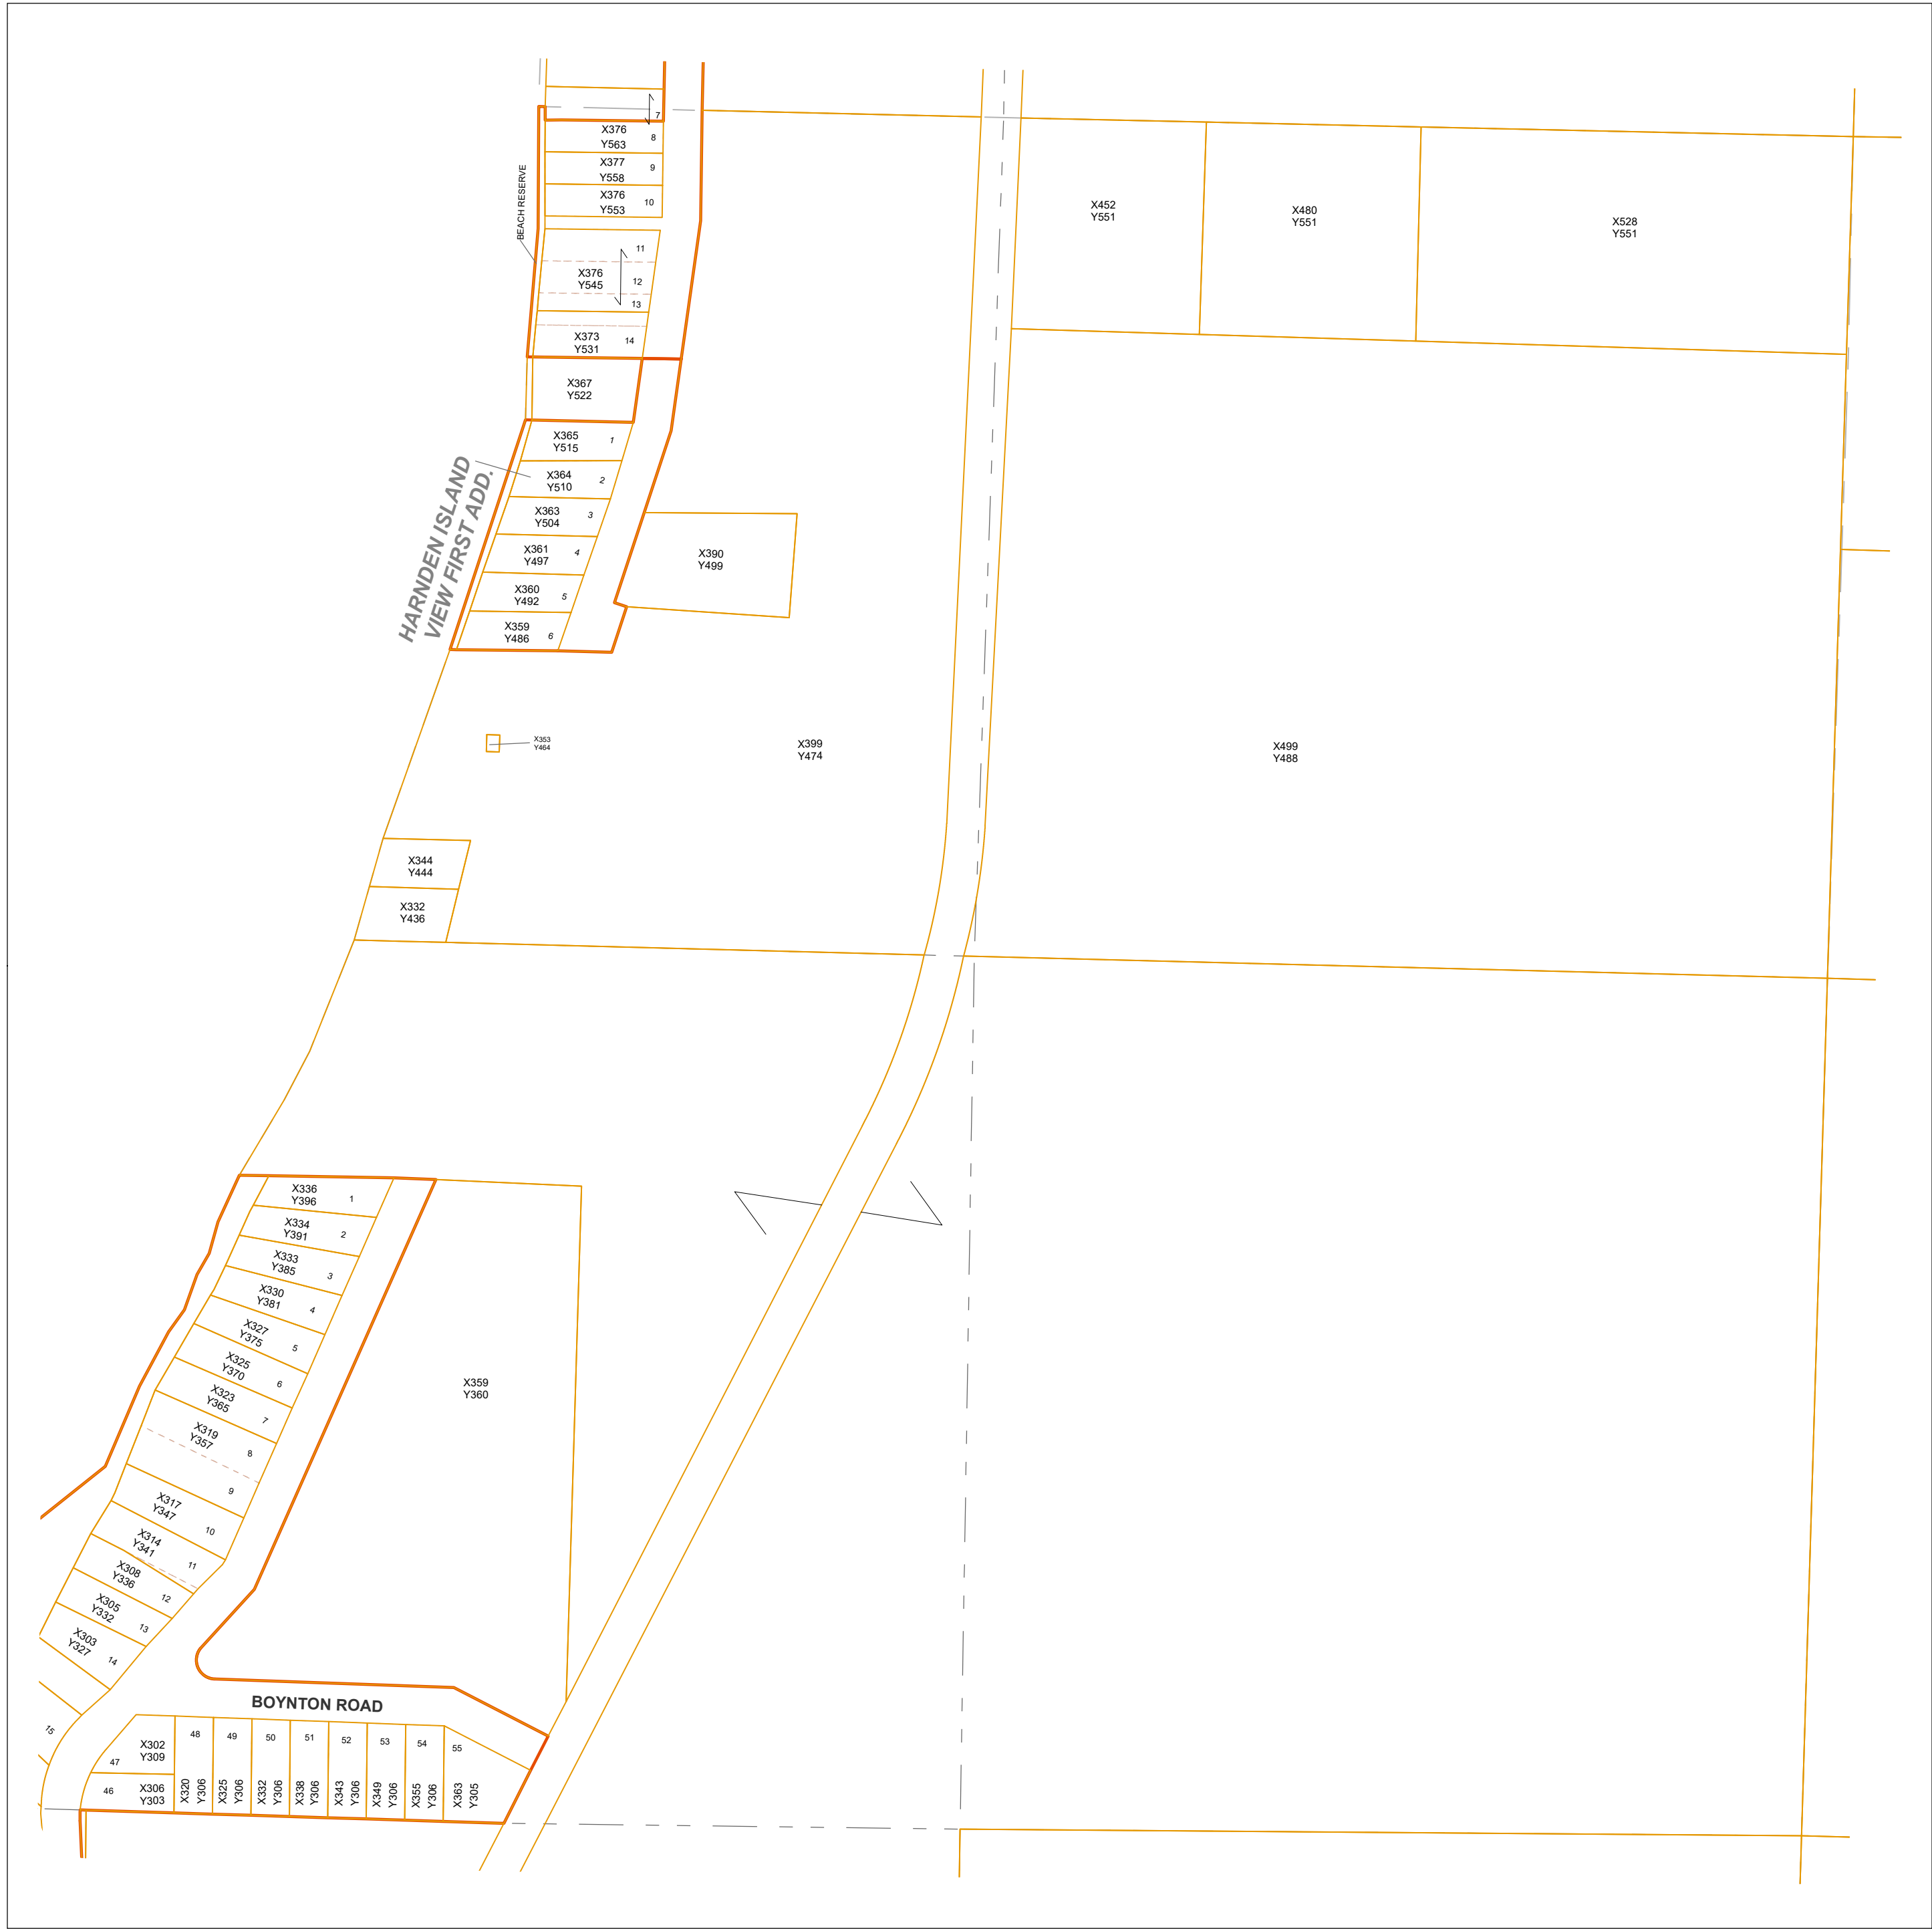 7
X376
Y563
8
X377
Y558
9
X376
Y553
10
BEACH RESERVE
11
X376
Y545
12
13
X373
Y531
14
X452
Y551
X480
Y551
X528
Y551
X367
Y522
X365
Y515
1
X364
Y510
2
X363
Y504
3
X361
Y497
4
X360
Y492
5
X359
Y486
6
HARNDEN ISLAND
VIEW FIRST ADD.
X390
Y499
X353
Y464
X399
Y474
X499
Y488
X344
Y444
X332
Y436
X336
Y396
1
X334
Y391
2
X333
Y385
3
X330
Y381
4
X327
Y375
5
X325
Y370
6
X323
Y365
7
X319
Y357
8
9
X317
Y347
10
X314
Y341
11
X308
Y336
12
X305
Y332
13
X303
Y327
14
15
X359
Y360
BOYNTON ROAD
X302
Y309
47
46
X306
Y303
48
X320
Y306
49
X325
Y306
50
X332
Y306
51
X338
Y306
52
X343
Y306
53
X349
Y306
54
X355
Y306
55
X363
Y305